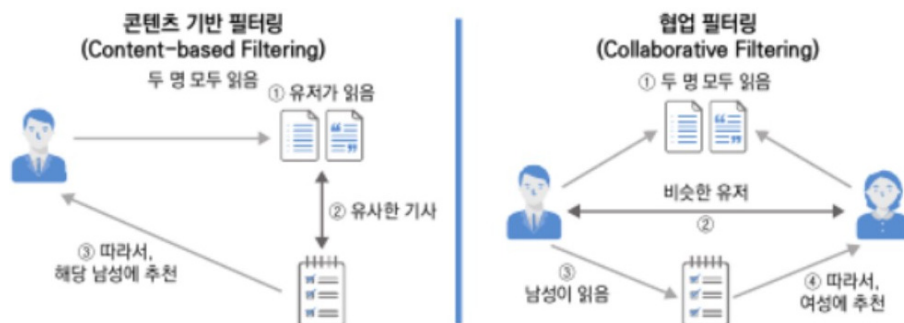 콘텐츠 기반 필터링
(Content-based Filtering)
두 명 모두 읽음
① 유저가 읽음
② 유사한 기사
③ 따라서,
해당 남성에 추천
협업 필터링
(Collaborative Filtering)
① 두 명 모두 읽음
비슷한 유저
②
③
남성이 읽음
④ 따라서,
여성에 추천